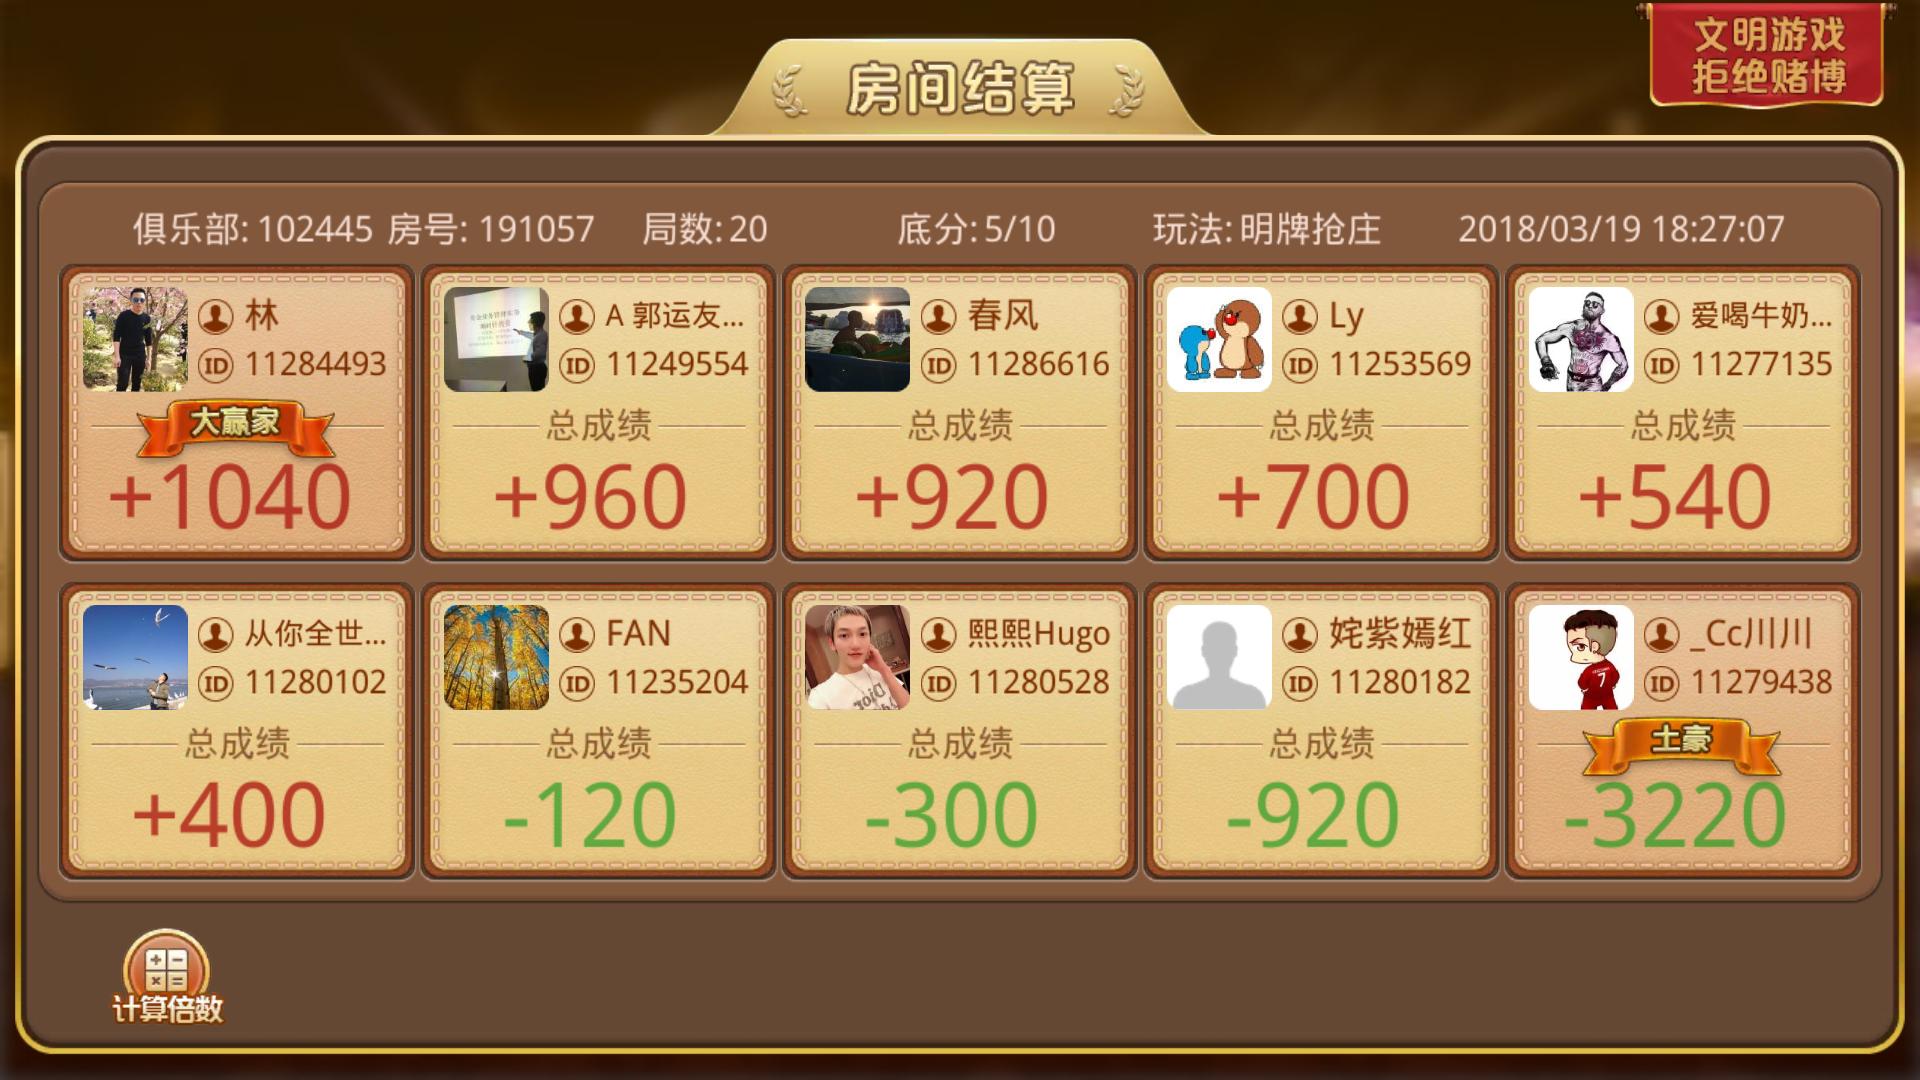 文明游戏
拒绝赌博
房间结算
俱乐部: 102445 房号: 191057 局数: 20 底分: 5/10 玩法: 明牌抢庄 2018/03/19 18:27:07
林
ID 11284493
大赢家
+1040
A 郭运友...
ID 11249554
总成绩
+960
春风
ID 11286616
总成绩
+920
Ly
ID 11253569
总成绩
+700
爱喝牛奶...
ID 11277135
总成绩
+540
从你全世...
ID 11280102
总成绩
+400
FAN
ID 11235204
总成绩
-120
熙熙Hugo
ID 11280528
总成绩
-300
姹紫嫣红
ID 11280182
总成绩
-920
_Cc川川
ID 11279438
7
土豪
-3220
计算倍数